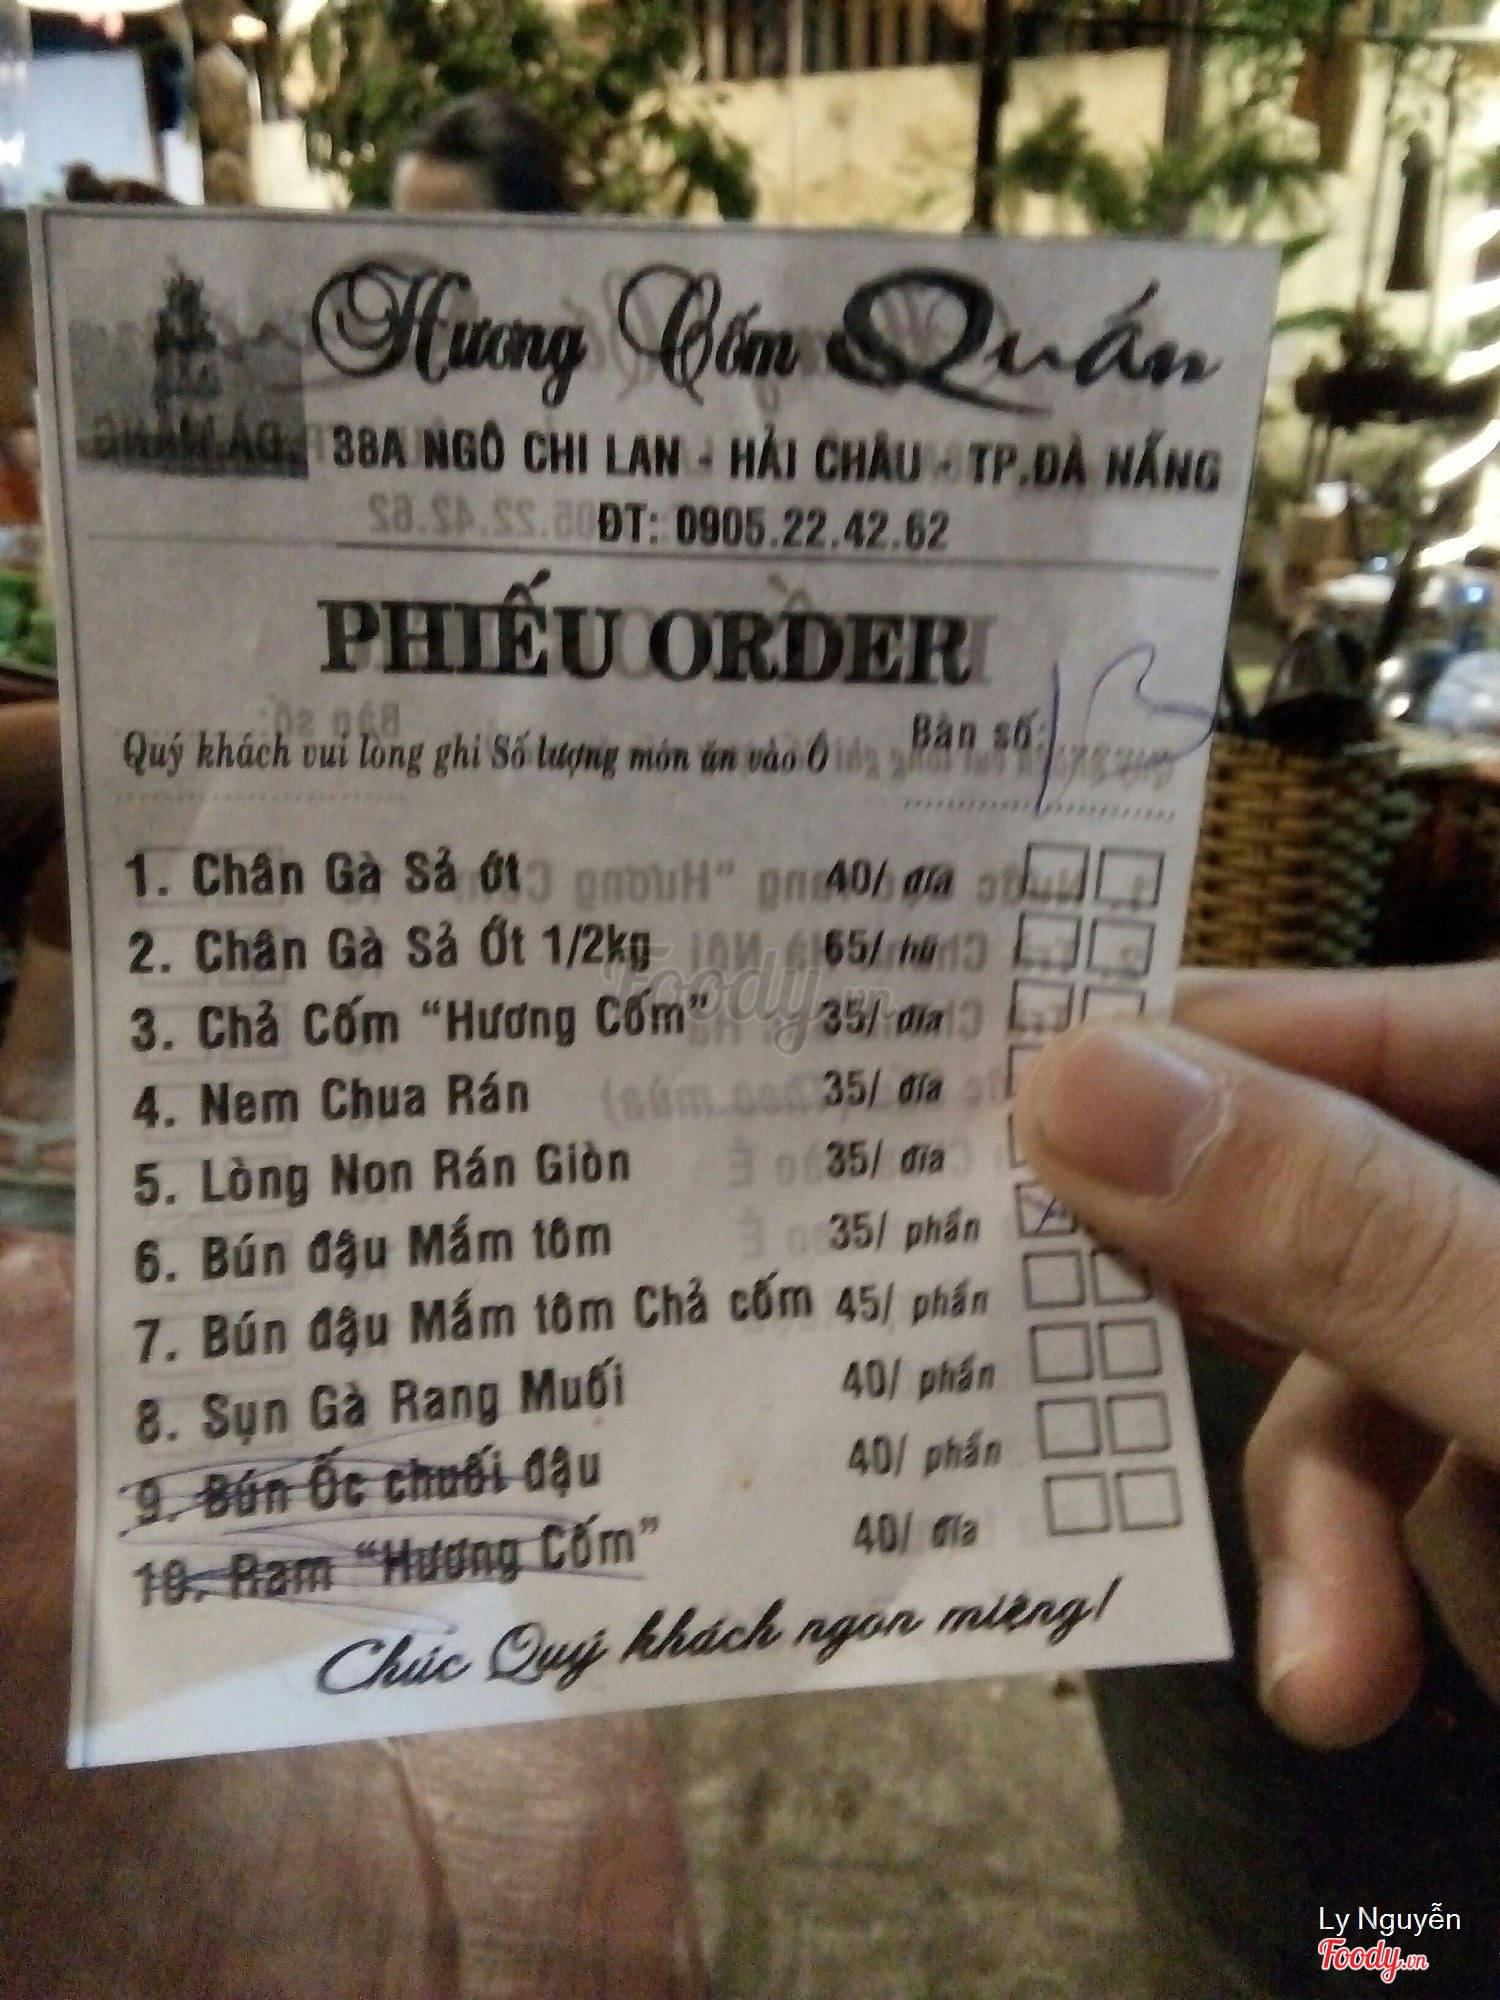 Hương Cốm Quán
38A NGÔ CHI LAN - HẢI CHÂU - TP.ĐÀ NẴNG
ĐT: 0905.22.42.62
PHIẾU ORDER
Bàn số: 13
Quý khách vui lòng ghi Số lượng món ăn vào Ô
1. Chân Gà Sả ớt 40/ đĩa
2. Chân Gà Sả Ớt 1/2kg 65/ hũ
3. Chả Cốm “Hương Cốm” 35/ đĩa
4. Nem Chua Rán 35/ đĩa
5. Lòng Non Rán Giòn 35/ đĩa
6. Bún đậu Mắm tôm 35/ phần
7. Bún đậu Mắm tôm Chả cốm 45/ phần
8. Sụn Gà Rang Muối 40/ phần
9. Bún Ốc chuối đậu 40/ phần
10. Ram “Hương Cốm” 40/ đĩa
Chúc Quý khách ngon miệng!
Foody.vn
Ly Nguyễn
Foody.vn